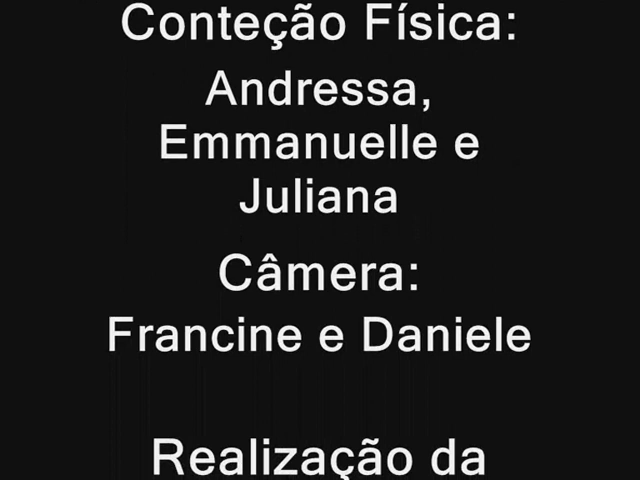 Conteção Física:
Andressa,
Emmanuelle e
Juliana
Câmera:
Francine e Daniele
Realização da